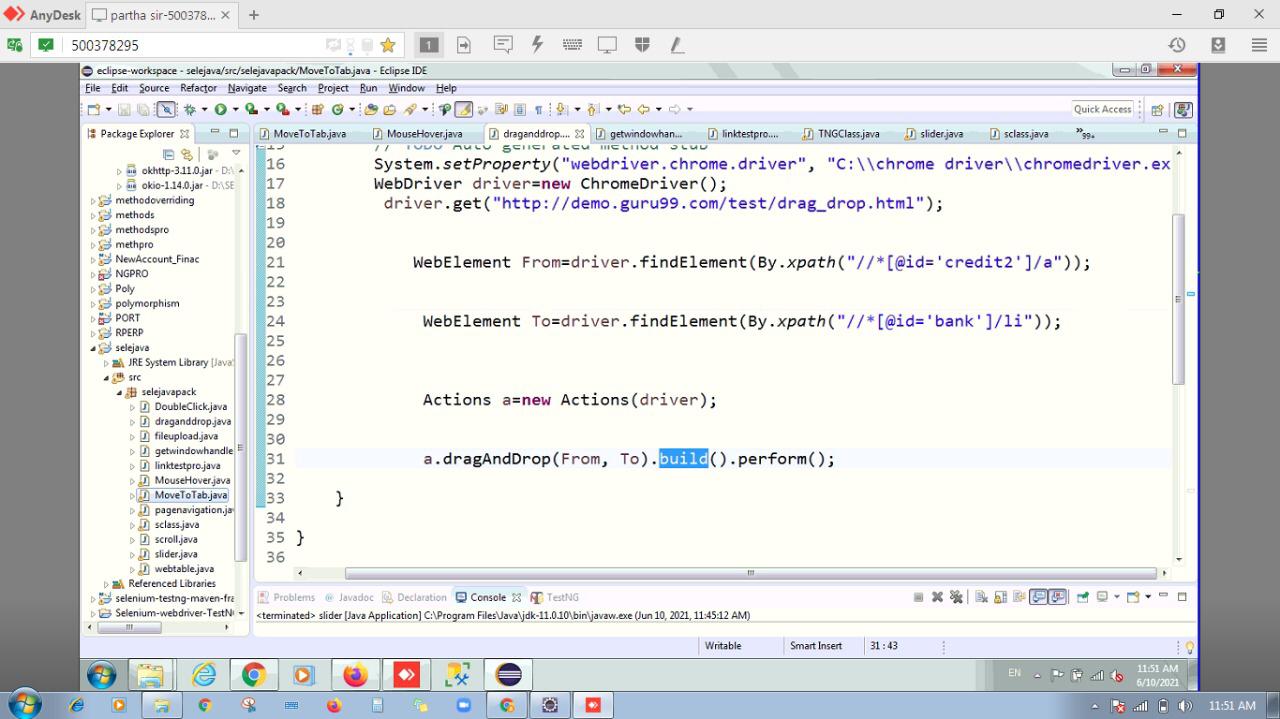 AnyDesk
partha sir-500378...
500378295
1
eclipse-workspace - selejava/src/selejavapack/MoveToTab.java - Eclipse IDE
File Edit Source Refactor Navigate Search Project Run Window Help
Quick Access
Package Explorer
MoveToTab.java MouseHover.java draganddrop.... getwindowhan... linktestpro.... TNGClass.java slider.java sclass.java »99+
okhttp-3.11.0.jar - D:\
okio-1.14.0.jar - D:\SE
methodoverriding
methods
methodspro
methpro
NewAccount_Finac
NGPRO
Poly
polymorphism
PORT
RPERP
selejava
JRE System Library [JavaS
src
selejavapack
DoubleClick.java
draganddrop.java
fileupload.java
getwindowhandle
linktestpro.java
MouseHover.java
MoveToTab.java
pagenavigation.ja
sclass.java
scroll.java
slider.java
webtable.java
Referenced Libraries
selenium-testng-maven-fra
Selenium-webdriver-TestN
15 // TODO Auto generated method stub
16 System.setProperty("webdriver.chrome.driver", "C:\\chrome driver\\chromedriver.ex
17 WebDriver driver=new ChromeDriver();
18 driver.get("http://demo.guru99.com/test/drag_drop.html");
19
20
21 WebElement From=driver.findElement(By.xpath("//*[@id='credit2']/a"));
22
23
24 WebElement To=driver.findElement(By.xpath("//*[@id='bank']/li"));
25
26
27
28 Actions a=new Actions(driver);
29
30
31 a.dragAndDrop(From, To).build().perform();
32
33 }
34
35 }
36
Problems @ Javadoc Declaration Console TestNG
<terminated> slider [Java Application] C:\Program Files\Java\jdk-11.0.10\bin\javaw.exe (Jun 10, 2021, 11:45:12 AM)
Writable Smart Insert 31 : 43
EN
11:51 AM
6/10/2021
11:51 AM